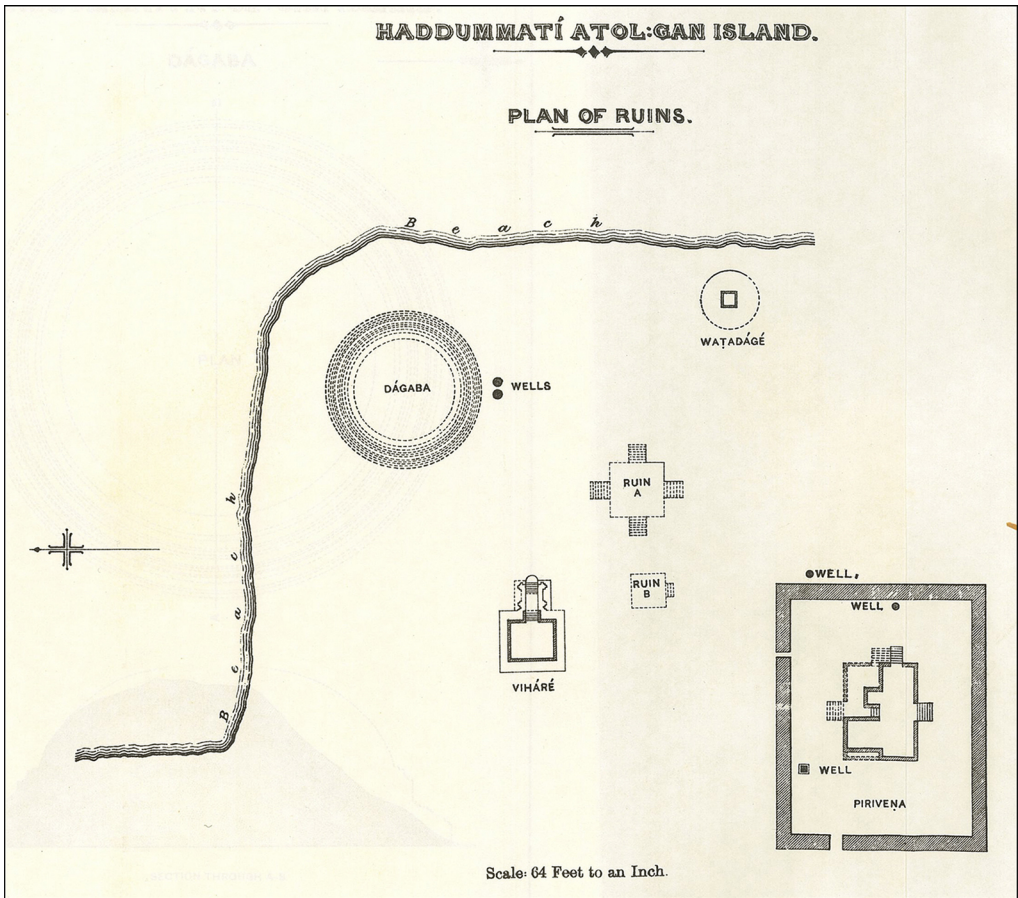 HADDUMMATÍ ATOL:GAN ISLAND.
PLAN OF RUINS.
Beach
WAṬADÁGÉ
DÁGABA
WELLS
Beach
RUIN
A
RUIN
B
VIHÁRÉ
WELL,
WELL
WELL
PIRIVEṆA
Scale: 64 Feet to an Inch.